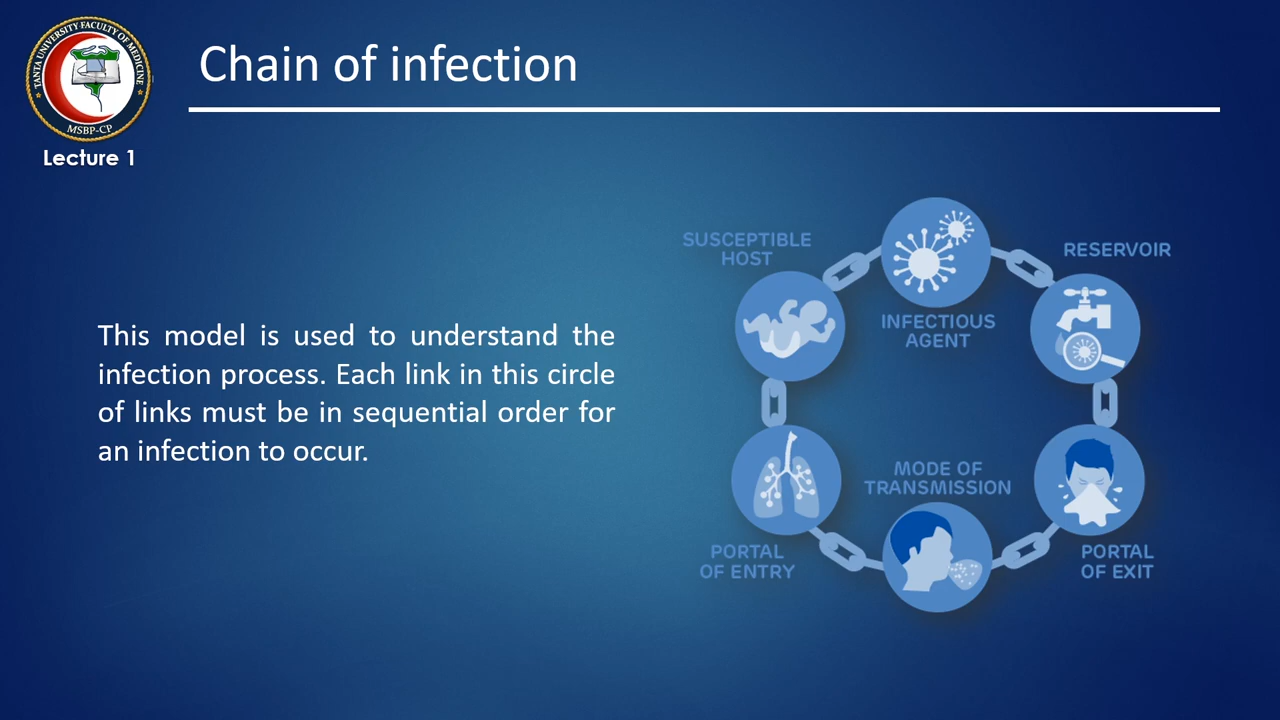 TANTA UNIVERSITY FACULTY OF MEDICINE
MSBP-CP
Lecture 1
Chain of infection
This model is used to understand the
infection process. Each link in this circle
of links must be in sequential order for
an infection to occur.
SUSCEPTIBLE
HOST
INFECTIOUS
AGENT
RESERVOIR
MODE OF
TRANSMISSION
PORTAL
OF ENTRY
PORTAL
OF EXIT